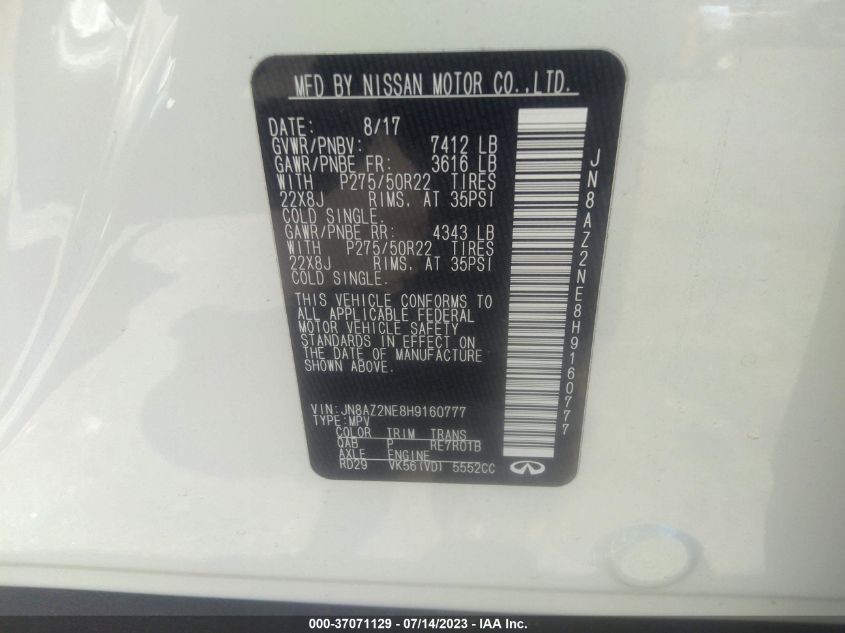 MFD BY NISSAN MOTOR CO.,LTD.
DATE: 8/17
GVWR/PNBV: 7412 LB
GAWR/PNBE FR: 3616 LB
WITH P275/50R22 TIRES
22X8J RIMS, AT 35PSI
COLD SINGLE.
GAWR/PNBE RR: 4343 LB
WITH P275/50R22 TIRES
22X8J RIMS, AT 35PSI
COLD SINGLE.
THIS VEHICLE CONFORMS TO
ALL APPLICABLE FEDERAL
MOTOR VEHICLE SAFETY
STANDARDS IN EFFECT ON
THE DATE OF MANUFACTURE
SHOWN ABOVE.
VIN:JN8AZ2NE8H9160777
TYPE:MPV
COLOR TRIM TRANS
QAB P RE7R01B
AXLE ENGINE
RD29 VK56(VD) 5552CC
JN8AZ2NE8H9160777
000-37071129 - 07/14/2023 - IAA Inc.